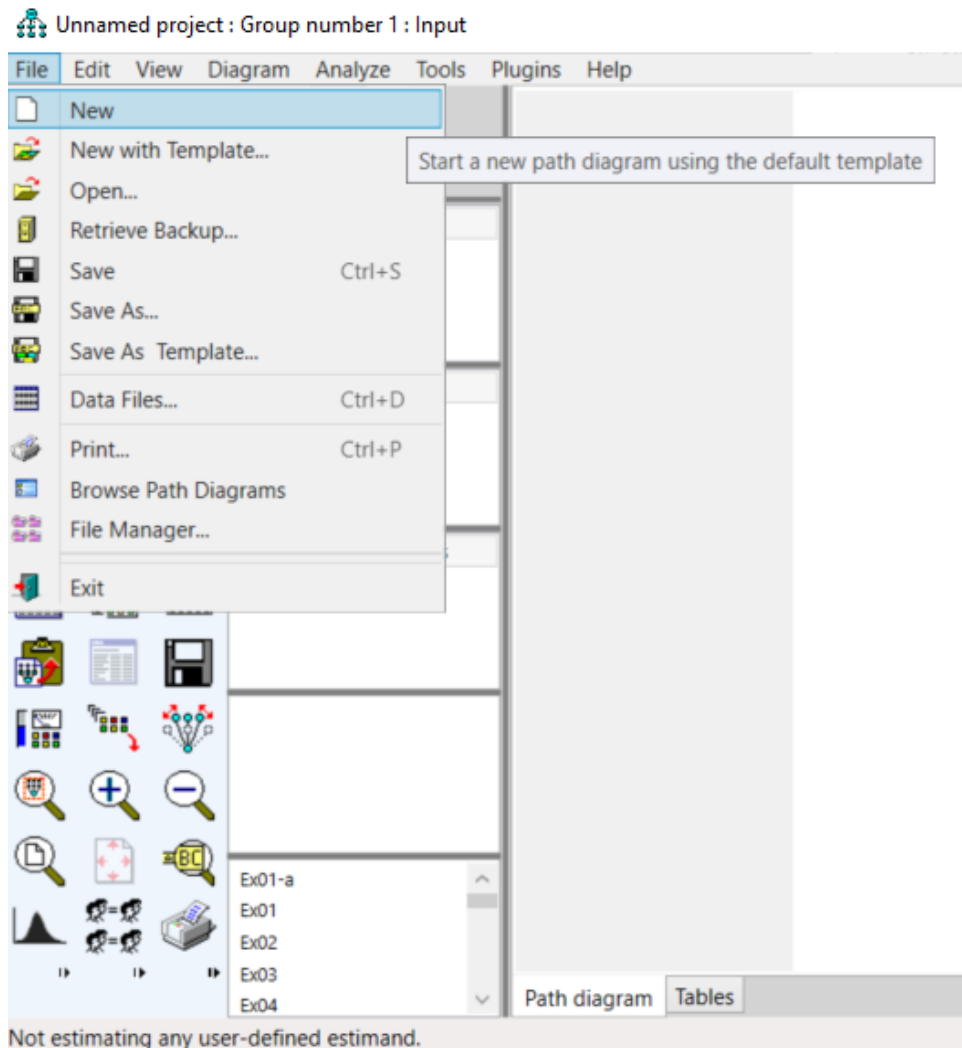 Unnamed project : Group number 1 : Input
File Edit View Diagram Analyze Tools Plugins Help
New
Start a new path diagram using the default template
New with Template...
Open...
Retrieve Backup...
Save Ctrl+S
Save As...
Save As Template...
Data Files... Ctrl+D
Print... Ctrl+P
Browse Path Diagrams
File Manager...
Exit
Ex01-a
Ex01
Ex02
Ex03
Ex04
Path diagram Tables
Not estimating any user-defined estimand.